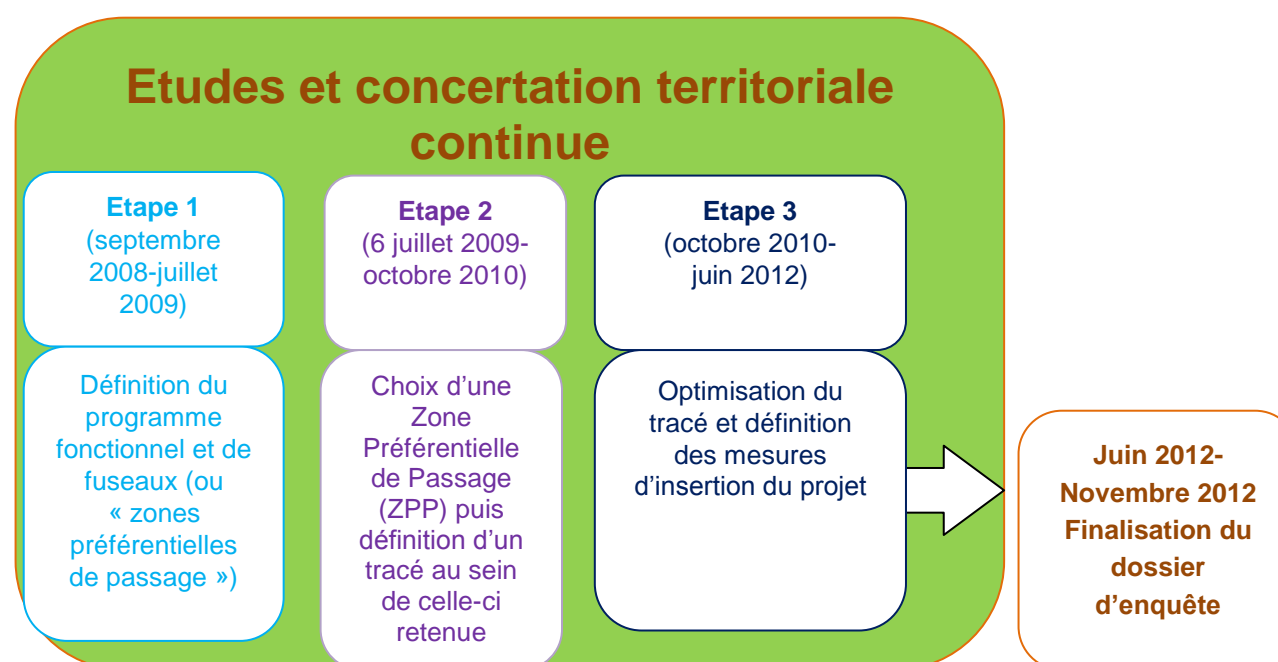 Etudes et concertation territoriale
continue
Etape 1
(septembre
2008-juillet
2009)
Définition du
programme
fonctionnel et de
fuseaux (ou
« zones
préférentielles
de passage »)
Etape 2
(6 juillet 2009-
octobre 2010)
Choix d’une
Zone
Préférentielle
de Passage
(ZPP) puis
définition d’un
tracé au sein
de celle-ci
retenue
Etape 3
(octobre 2010-
juin 2012)
Optimisation du
tracé et définition
des mesures
d’insertion du projet
Juin 2012-
Novembre 2012
Finalisation du
dossier
d’enquête